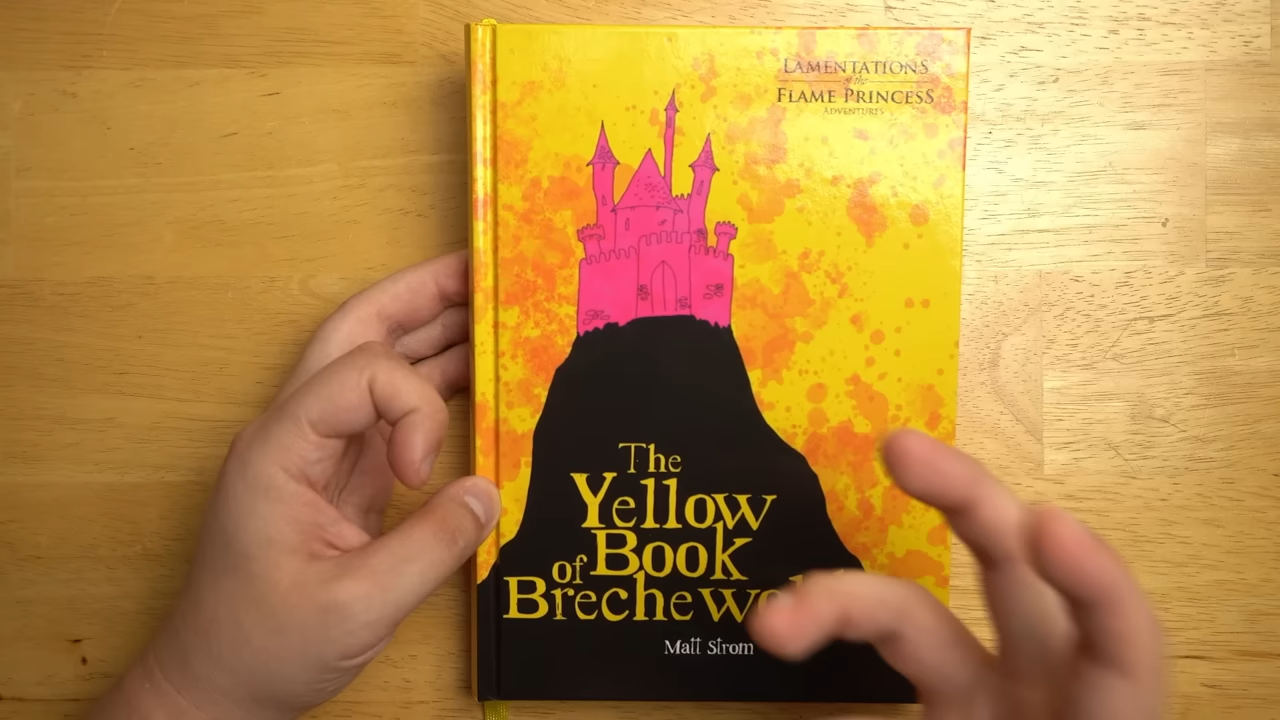 LAMENTATIONS
of the
FLAME PRINCESS
ADVENTURES
The
Yellow
Book
of
Matt Strom